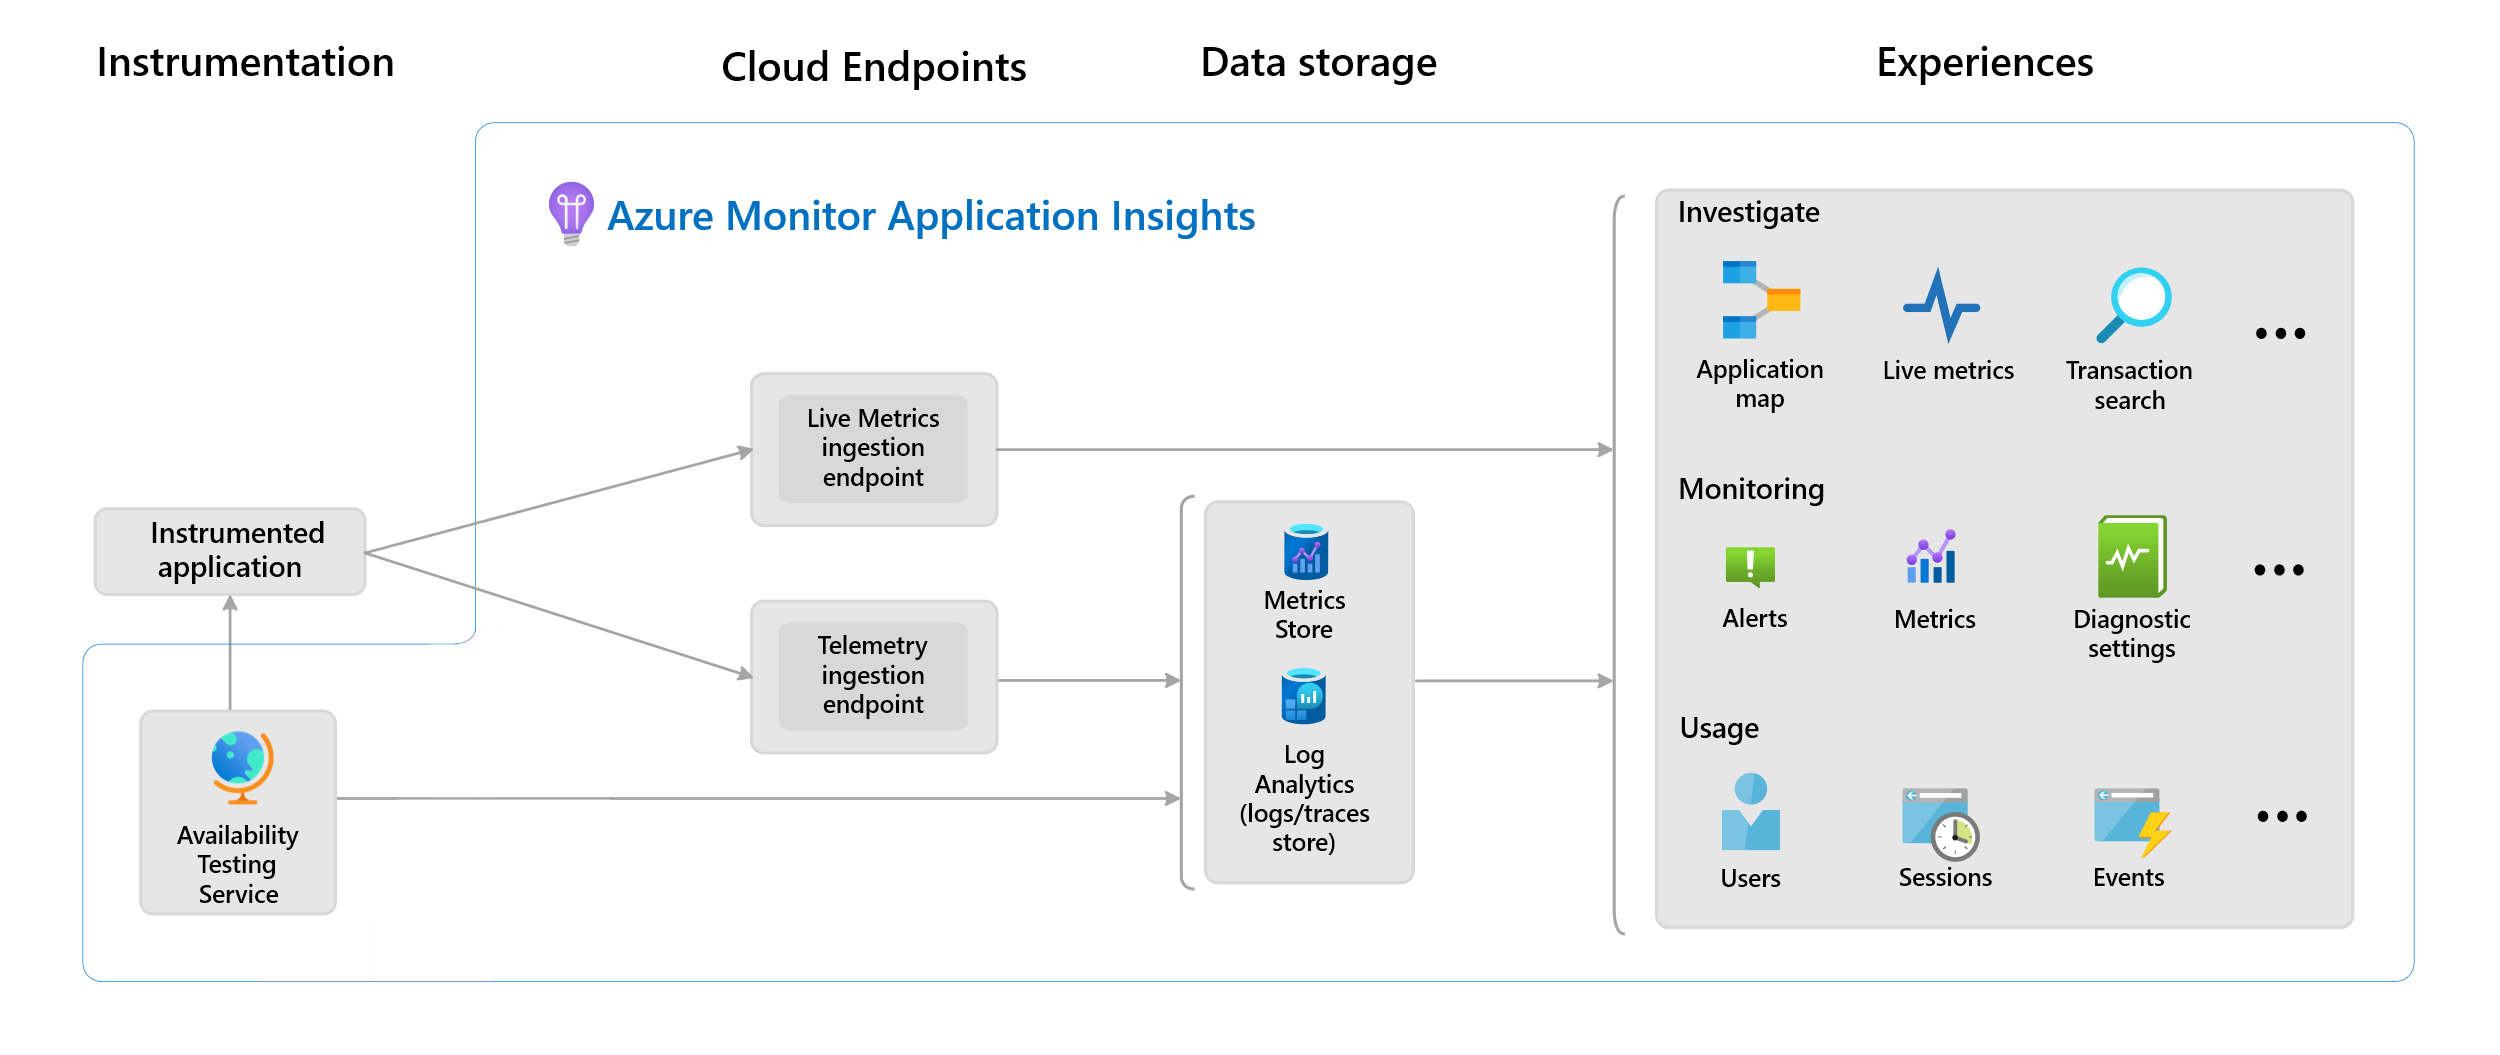 Instrumentation
Cloud Endpoints
Data storage
Experiences
Azure Monitor Application Insights
Instrumented
application
Availability
Testing
Service
Live Metrics
ingestion
endpoint
Telemetry
ingestion
endpoint
Metrics
Store
Log
Analytics
(logs/traces
store)
Investigate
Application
map
Live metrics
Transaction
search
•••
Monitoring
Alerts
Metrics
Diagnostic
settings
•••
Usage
Users
Sessions
Events
•••